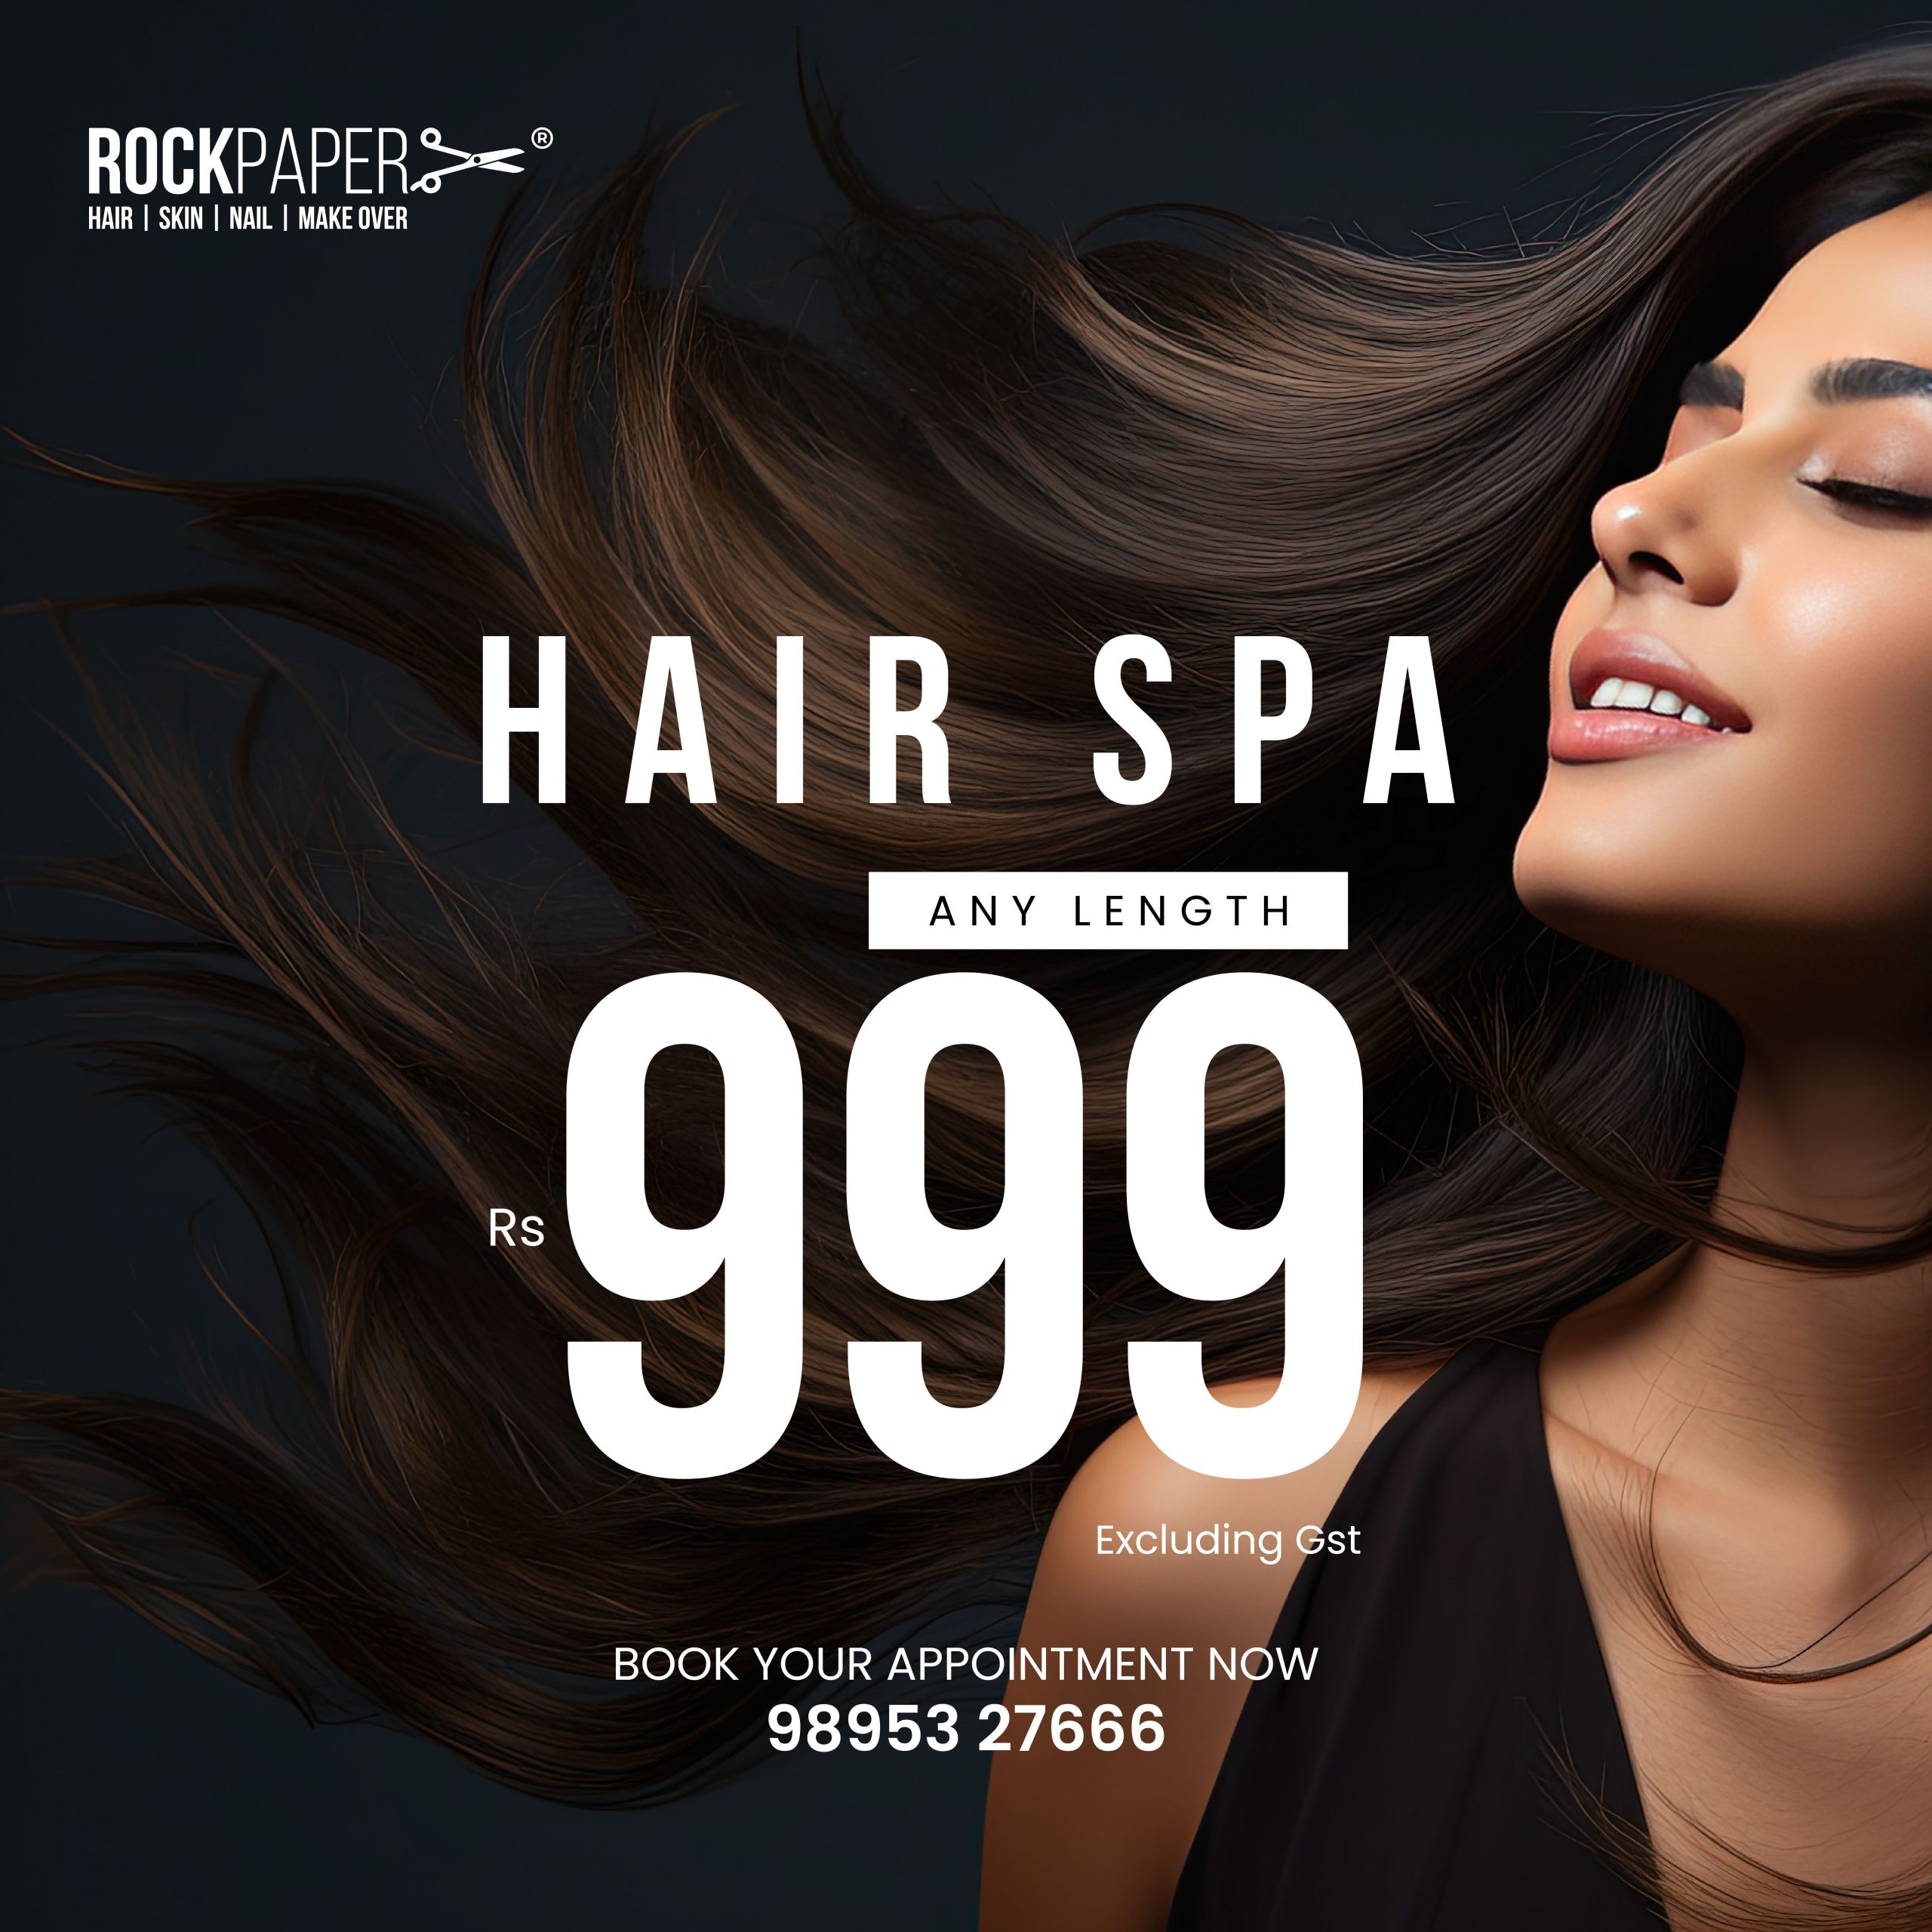 ROCKPAPER ®
HAIR | SKIN | NAIL | MAKE OVER
HAIR SPA
ANY LENGTH
Rs 999
Excluding Gst
BOOK YOUR APPOINTMENT NOW
98953 27666